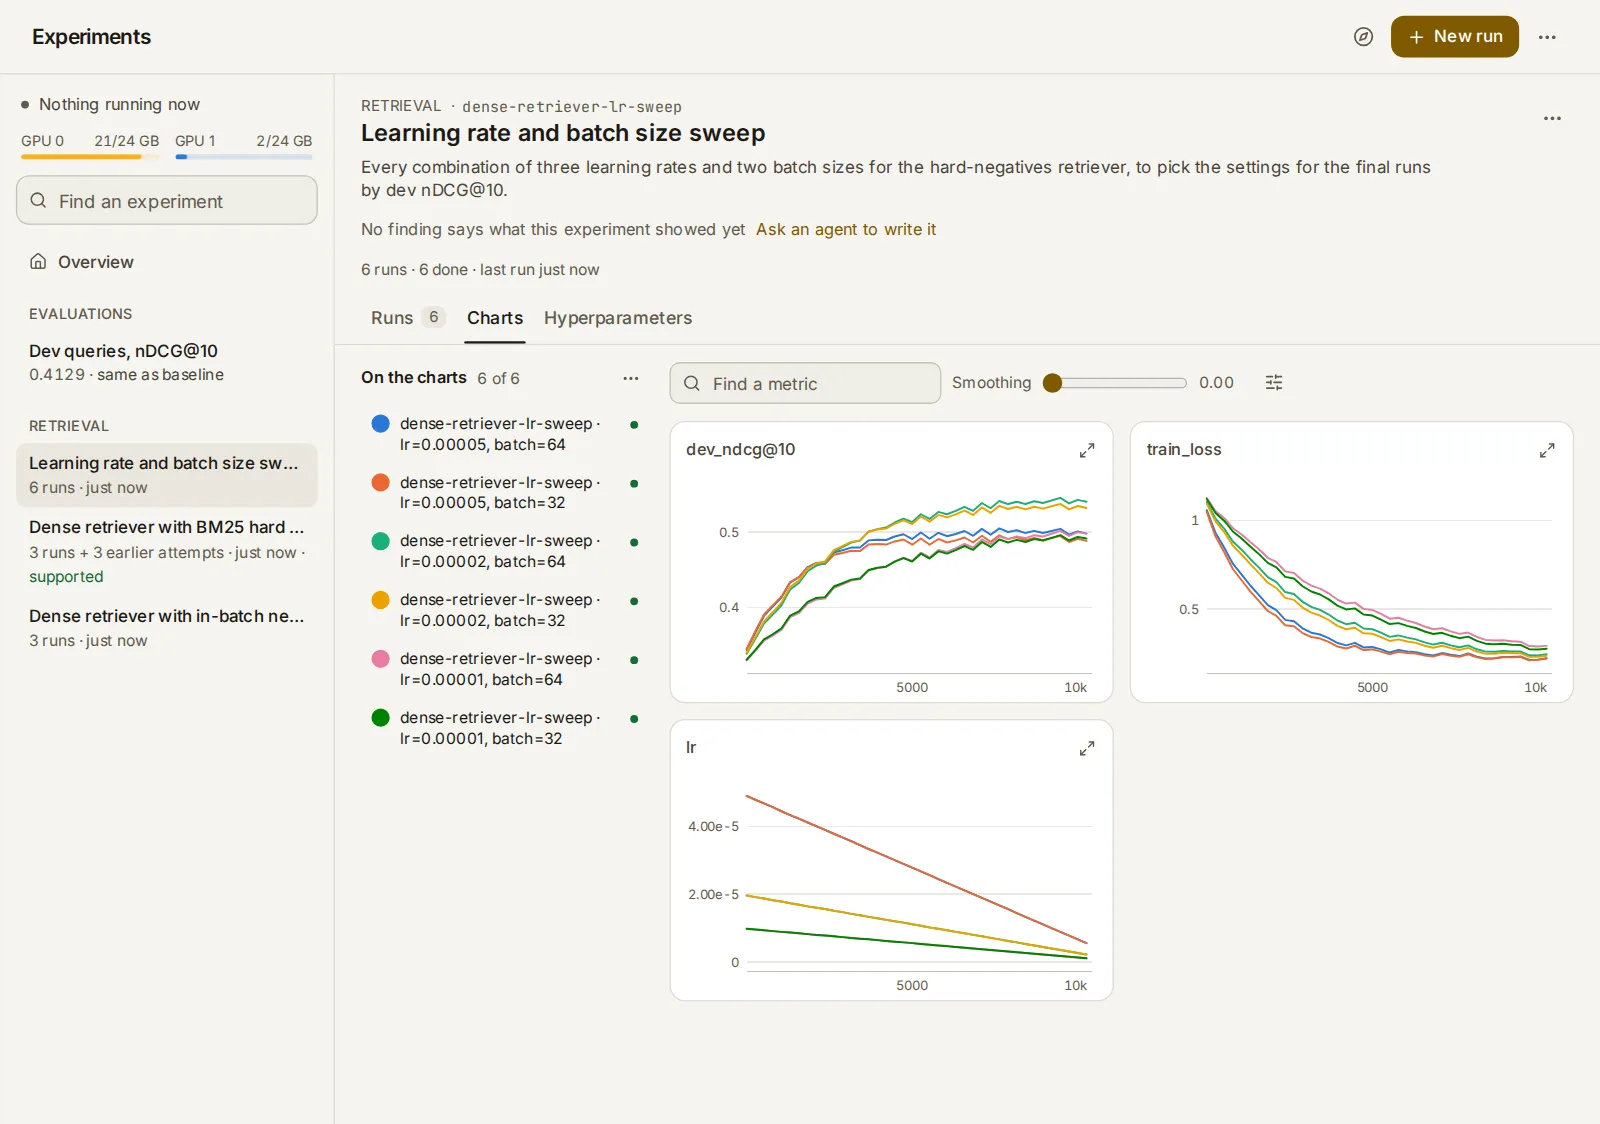 Experiments
New run
Nothing running now
GPU 0 21/24 GB GPU 1 2/24 GB
Find an experiment
Overview
EVALUATIONS
Dev queries, nDCG@10
0.4129 · same as baseline
RETRIEVAL
Learning rate and batch size sw...
6 runs · just now
Dense retriever with BM25 hard ...
3 runs + 3 earlier attempts · just now ·
supported
Dense retriever with in-batch ne...
3 runs · just now
RETRIEVAL · dense-retriever-lr-sweep
Learning rate and batch size sweep
Every combination of three learning rates and two batch sizes for the hard-negatives retriever, to pick the settings for the final runs
by dev nDCG@10.
No finding says what this experiment showed yet Ask an agent to write it
6 runs · 6 done · last run just now
Runs 6 Charts Hyperparameters
On the charts 6 of 6
dense-retriever-lr-sweep ·
lr=0.00005, batch=64
dense-retriever-lr-sweep ·
lr=0.00005, batch=32
dense-retriever-lr-sweep ·
lr=0.00002, batch=64
dense-retriever-lr-sweep ·
lr=0.00002, batch=32
dense-retriever-lr-sweep ·
lr=0.00001, batch=64
dense-retriever-lr-sweep ·
lr=0.00001, batch=32
Find a metric
Smoothing 0.00
dev_ndcg@10
0.5
0.4
5000 10k
train_loss
1
0.5
5000 10k
lr
4.00e-5
2.00e-5
0
5000 10k